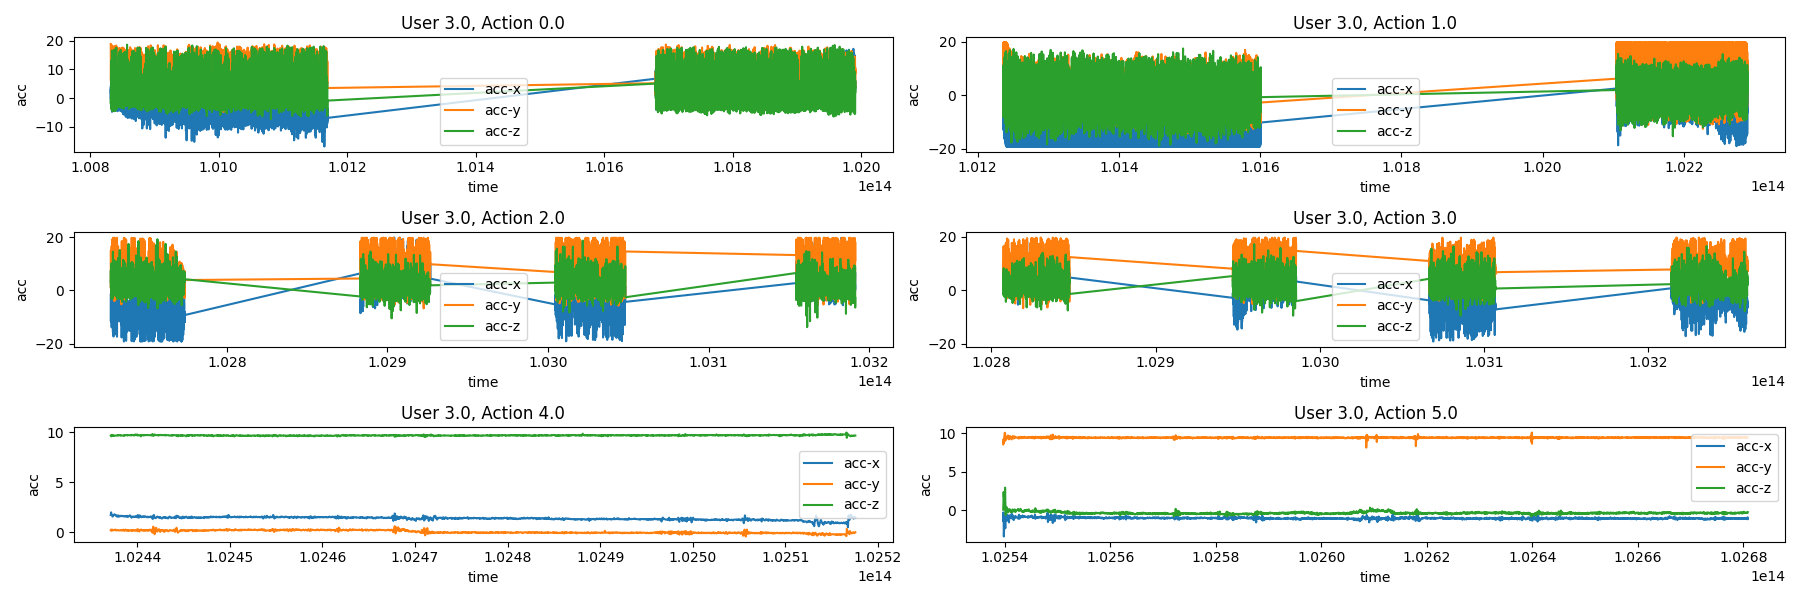 User 3.0, Action 0.0
20
10
0
−10
acc
acc-x
acc-y
acc-z
1.008 1.010 1.012 1.014 1.016 1.018 1.020
time
1e14
User 3.0, Action 1.0
20
0
−20
acc
acc-x
acc-y
acc-z
1.012 1.014 1.016 1.018 1.020 1.022
time
1e14
User 3.0, Action 2.0
20
0
−20
acc
acc-x
acc-y
acc-z
1.028 1.029 1.030 1.031 1.032
time
1e14
User 3.0, Action 3.0
20
0
−20
acc
acc-x
acc-y
acc-z
1.028 1.029 1.030 1.031 1.032
time
1e14
User 3.0, Action 4.0
10
5
0
acc
acc-x
acc-y
acc-z
1.0244 1.0245 1.0246 1.0247 1.0248 1.0249 1.0250 1.0251 1.0252
time
1e14
User 3.0, Action 5.0
10
5
0
acc
acc-x
acc-y
acc-z
1.0254 1.0256 1.0258 1.0260 1.0262 1.0264 1.0266 1.0268
time
1e14